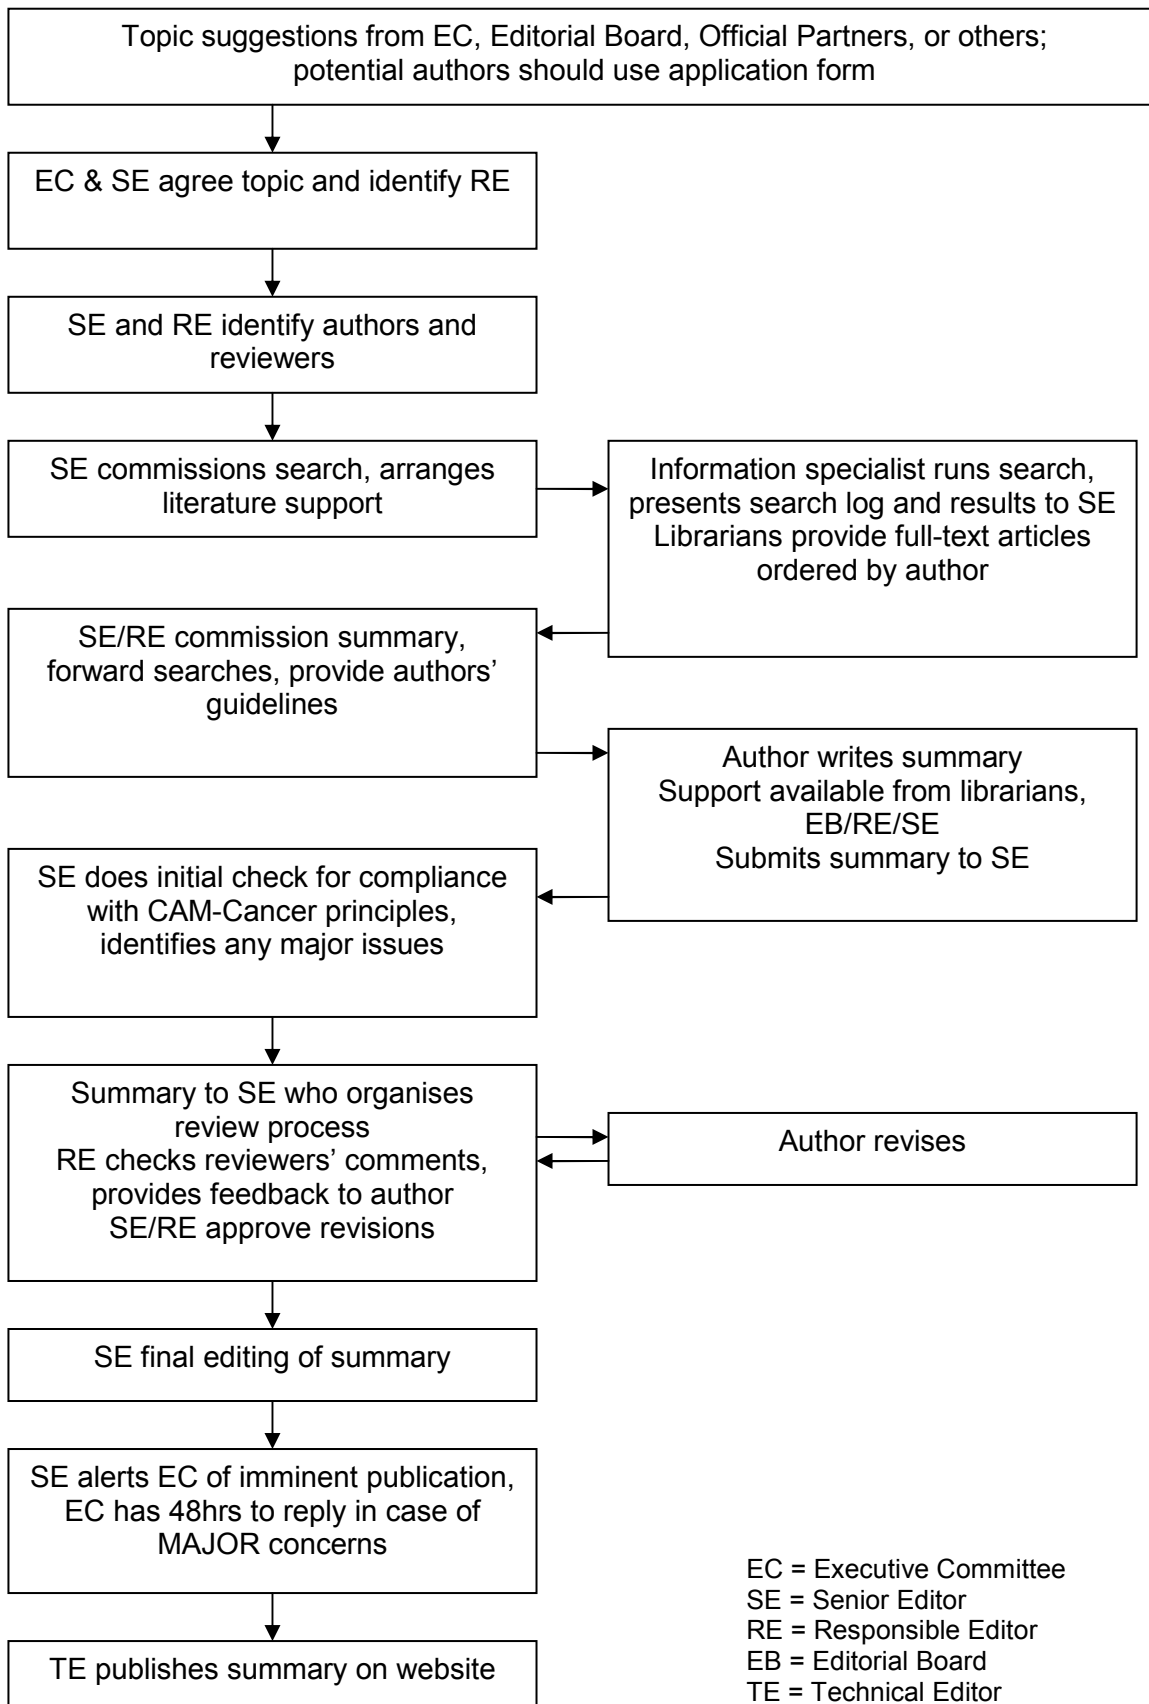 Topic suggestions from EC, Editorial Board, Official Partners, or others;
potential authors should use application form
EC & SE agree topic and identify RE
SE and RE identify authors and
reviewers
SE commissions search, arranges
literature support
Information specialist runs search,
presents search log and results to SE
Librarians provide full-text articles
ordered by author
SE/RE commission summary,
forward searches, provide authors’
guidelines
Author writes summary
Support available from librarians,
EB/RE/SE
Submits summary to SE
SE does initial check for compliance
with CAM-Cancer principles,
identifies any major issues
Summary to SE who organises
review process
RE checks reviewers’ comments,
provides feedback to author
SE/RE approve revisions
Author revises
SE final editing of summary
SE alerts EC of imminent publication,
EC has 48hrs to reply in case of
MAJOR concerns
TE publishes summary on website
EC = Executive Committee
SE = Senior Editor
RE = Responsible Editor
EB = Editorial Board
TE = Technical Editor